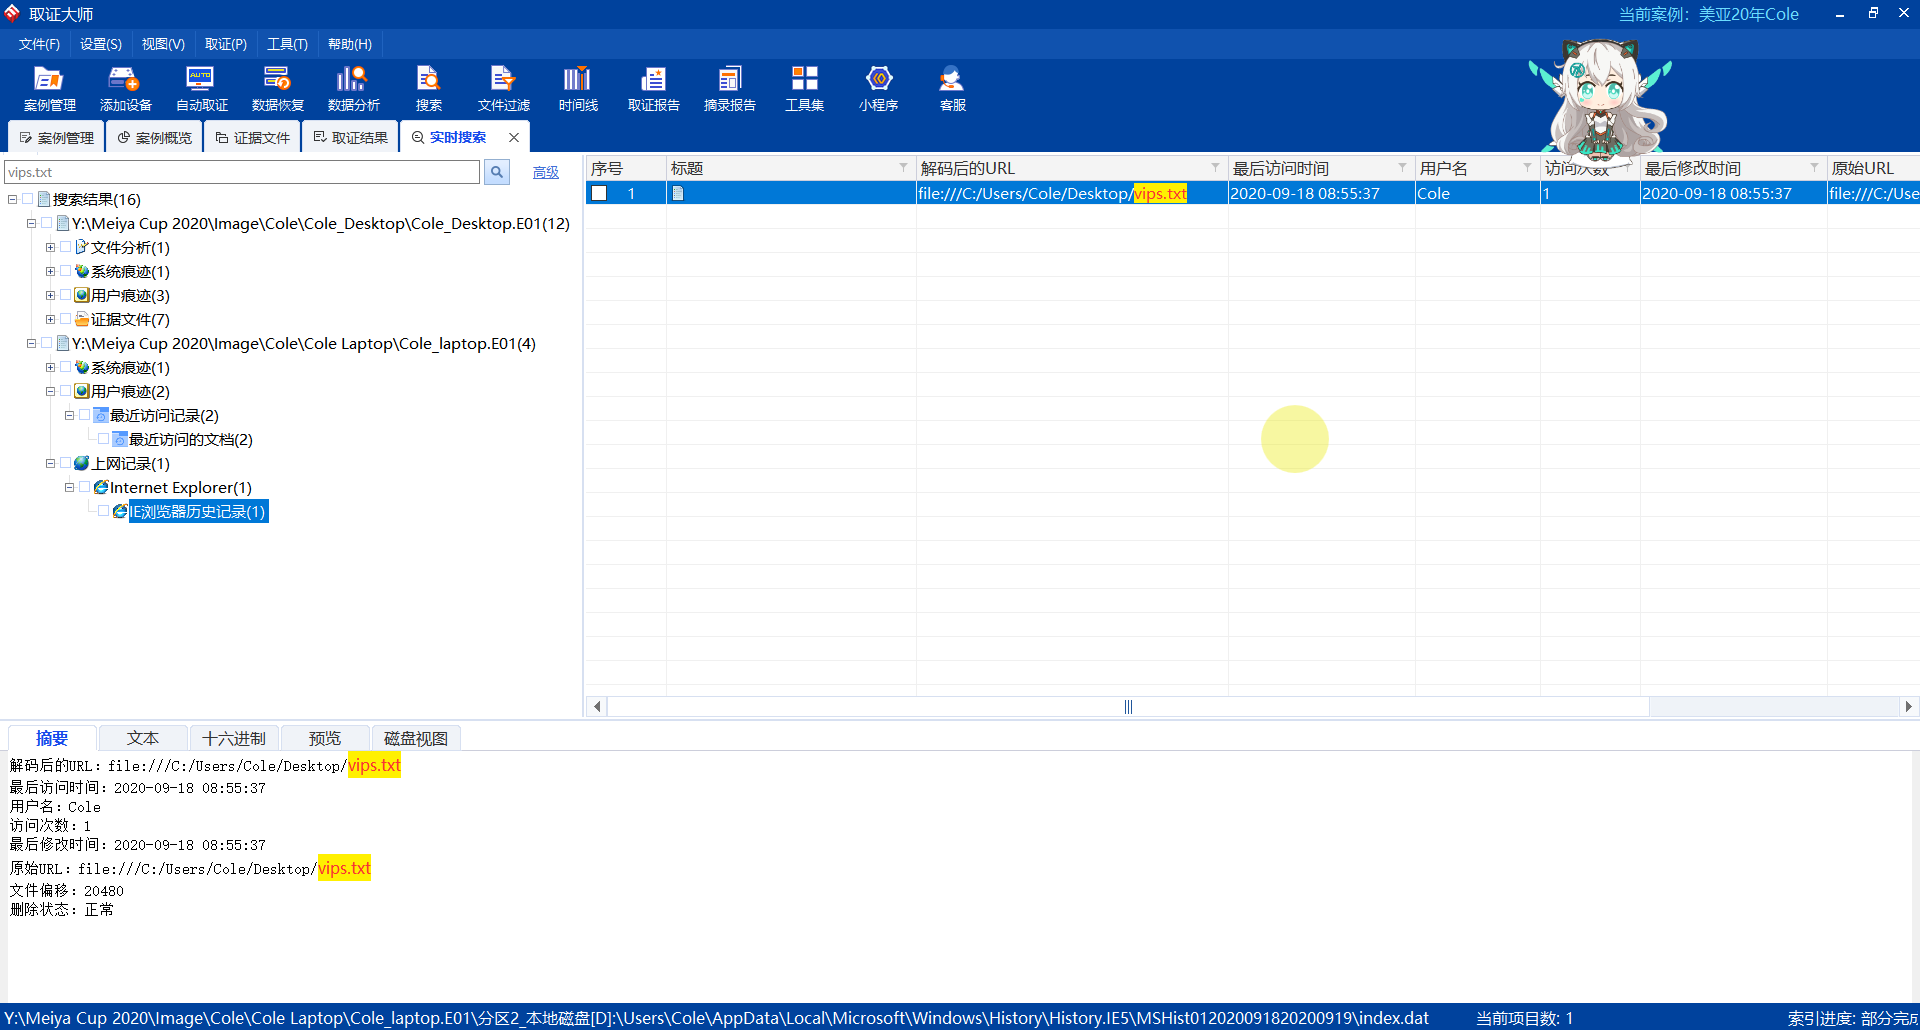 取证大师
当前案例：美亚20年Cole
文件(F) 设置(S) 视图(V) 取证(P) 工具(T) 帮助(H)
案例管理 添加设备 自动取证 数据恢复 数据分析 搜索 文件过滤 时间线 取证报告 摘录报告 工具集 小程序 客服
AUTO
案例管理 案例概览 证据文件 取证结果 实时搜索
vips.txt 高级
搜索结果(16)
Y:\Meiya Cup 2020\Image\Cole\Cole_Desktop\Cole_Desktop.E01(12)
文件分析(1)
系统痕迹(1)
用户痕迹(3)
证据文件(7)
Y:\Meiya Cup 2020\Image\Cole\Cole Laptop\Cole_laptop.E01(4)
系统痕迹(1)
用户痕迹(2)
最近访问记录(2)
最近访问的文档(2)
上网记录(1)
Internet Explorer(1)
IE浏览器历史记录(1)
序号 标题 解码后的URL 最后访问时间 用户名 访问次数 最后修改时间 原始URL
1 file:///C:/Users/Cole/Desktop/vips.txt 2020-09-18 08:55:37 Cole 1 2020-09-18 08:55:37 file:///C:/Use
摘要 文本 十六进制 预览 磁盘视图
解码后的URL：file:///C:/Users/Cole/Desktop/vips.txt
最后访问时间：2020-09-18 08:55:37
用户名：Cole
访问次数：1
最后修改时间：2020-09-18 08:55:37
原始URL：file:///C:/Users/Cole/Desktop/vips.txt
文件偏移：20480
删除状态：正常
Y:\Meiya Cup 2020\Image\Cole\Cole Laptop\Cole_laptop.E01\分区2_本地磁盘[D]:\Users\Cole\AppData\Local\Microsoft\Windows\History\History.IE5\MSHist012020091820200919\index.dat 当前项目数: 1 索引进度: 部分完成